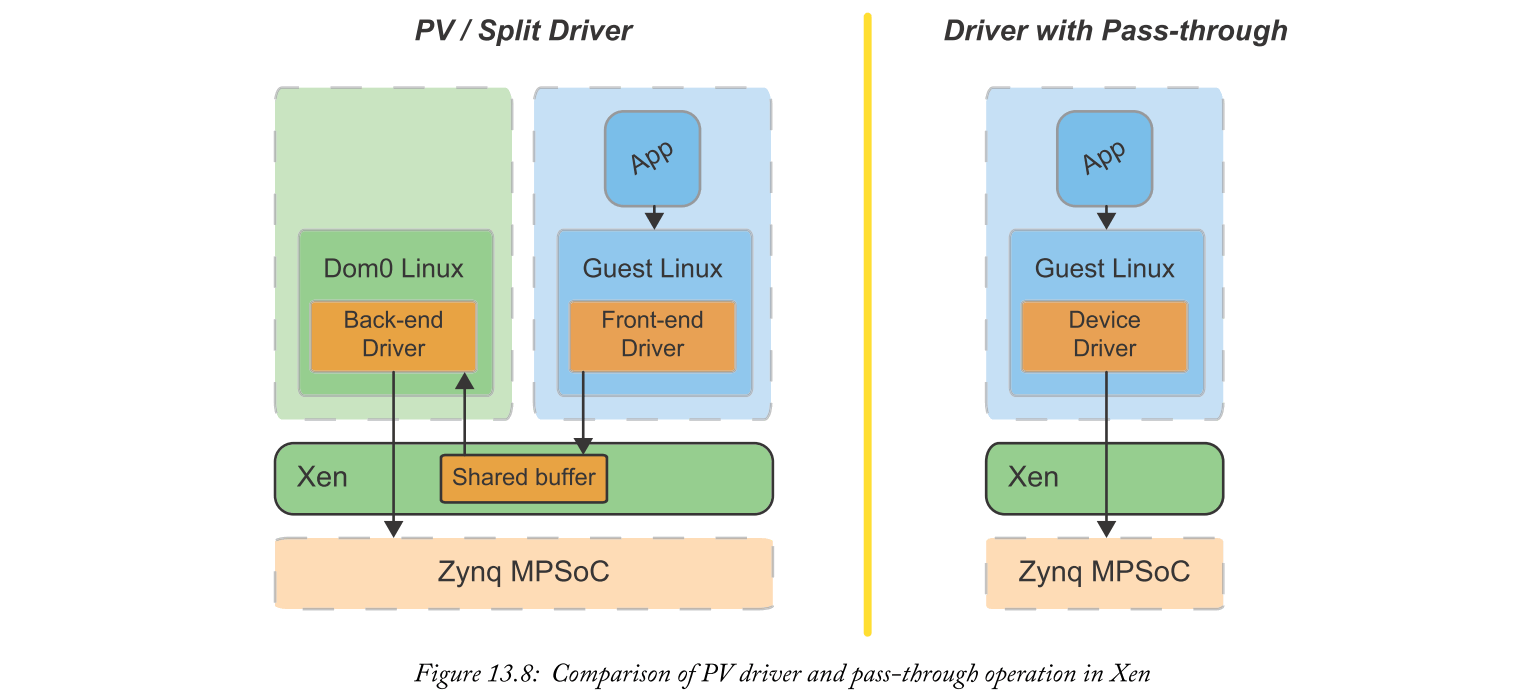 PV / Split Driver
Driver with Pass-through
App
App
Dom0 Linux
Guest Linux
Guest Linux
Back-end
Driver
Front-end
Driver
Device
Driver
Xen
Shared buffer
Xen
Zynq MPSoC
Zynq MPSoC
Figure 13.8: Comparison of PV driver and pass-through operation in Xen